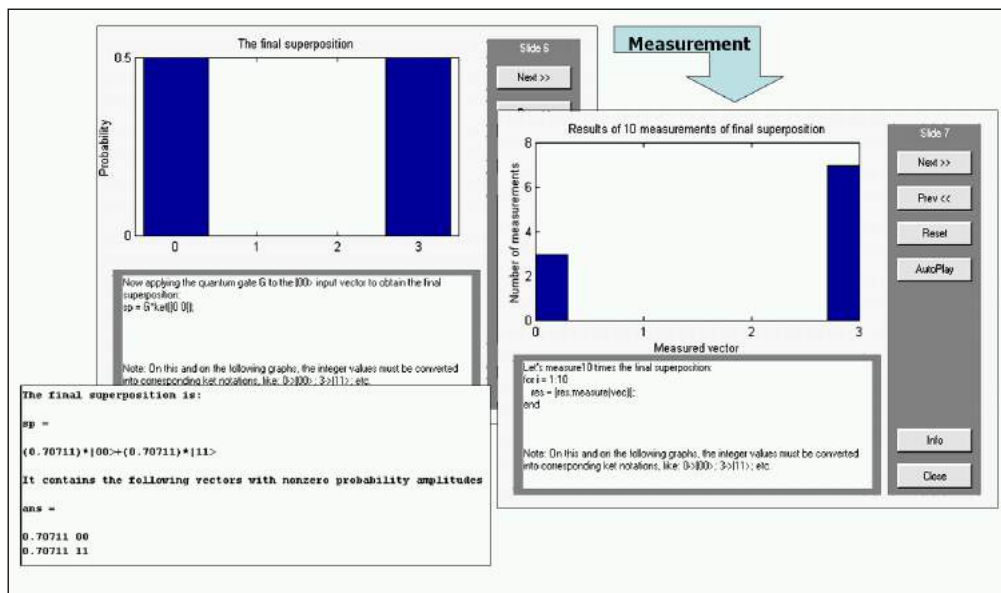 The final superposition
0.5
Probability
0
0 1 2 3
Slide 6
Next >>
Now applying the quantum gate G to the |00> input vector to obtain the final
superposition:
sp = G*ket([0 0]);
Note: On this and on the following graphs, the integer values must be converted
into corresponding ket notations, like: 0->|00>; 3->|11>; etc.
Measurement
Results of 10 measurements of final superposition
8
6
4
2
0
Number of measurements
0 1 2 3
Measured vector
Slide 7
Next >>
Prev <<
Reset
AutoPlay
Info
Close
Let's measure10 times the final superposition:
for i = 1:10
end
Note: On this and on the following graphs, the integer values must be converted
into corresponding ket notations, like: 0->|00>; 3->|11>; etc.
The final superposition is:
sp =
(0.70711)*|00>+(0.70711)*|11>
It contains the following vectors with nonzero probability amplitudes
ans =
0.70711 00
0.70711 11